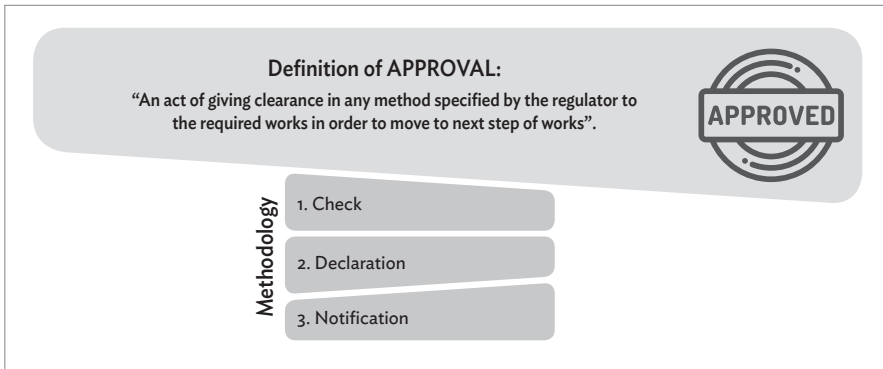 Definition of APPROVAL:
“An act of giving clearance in any method specified by the regulator to
the required works in order to move to next step of works”.
APPROVED
Methodology
1. Check
2. Declaration
3. Notification